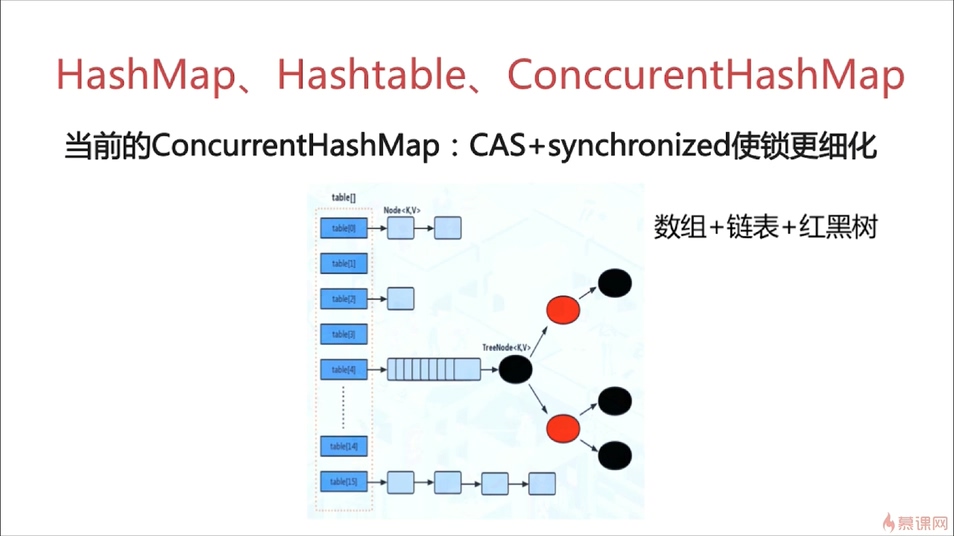 HashMap、Hashtable、ConccurentHashMap
当前的ConcurrentHashMap：CAS+synchronized使锁更细化
数组+链表+红黑树
table[]
Node<K,V>
table[0]
table[1]
table[2]
table[3]
TreeNode<K,V>
table[4]
table[14]
table[15]
慕课网